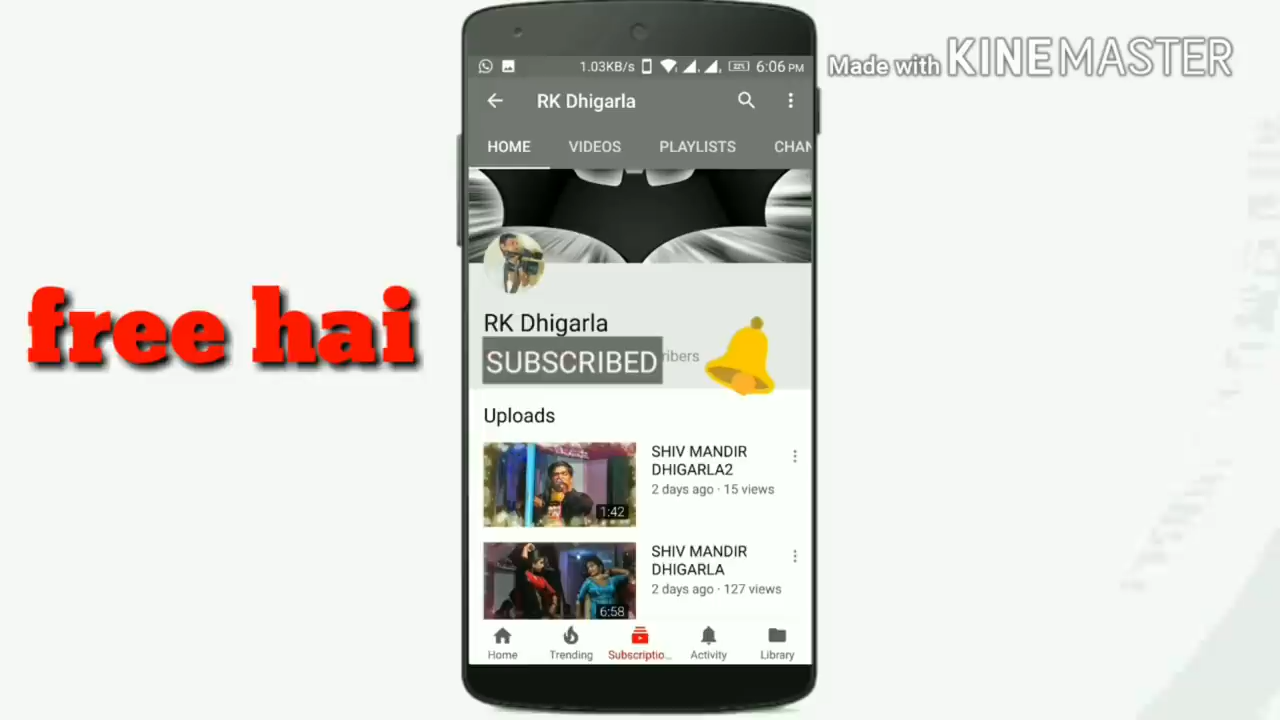 Made with KINEMASTER
1.03KB/s 6:06 PM
RK Dhigarla
HOME VIDEOS PLAYLISTS CHAN
free hai
RK Dhigarla
SUBSCRIBED ribers
Uploads
SHIV MANDIR
DHIGARLA2
2 days ago · 15 views
1:42
SHIV MANDIR
DHIGARLA
2 days ago · 127 views
6:58
Home Trending Subscriptio... Activity Library